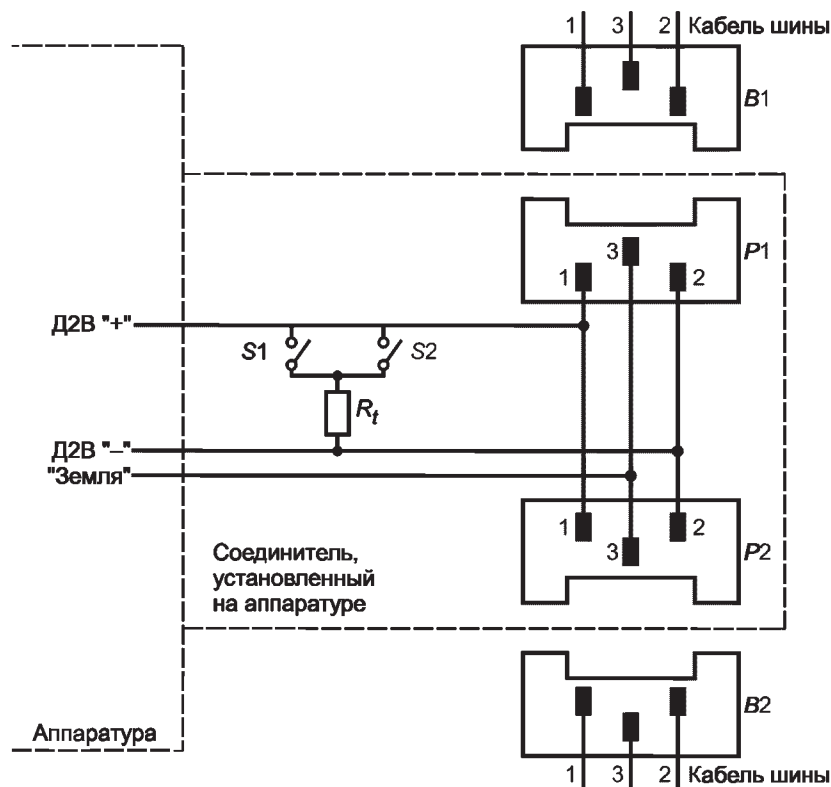 1 3 2 Кабель шины
B1
P1
3
1 2
Д2В "+"
S1 S2
Rt
Д2В "–"
"Земля"
1 2
3
P2
Соединитель,
установленный
на аппаратуре
B2
Аппаратура
1 3 2 Кабель шины